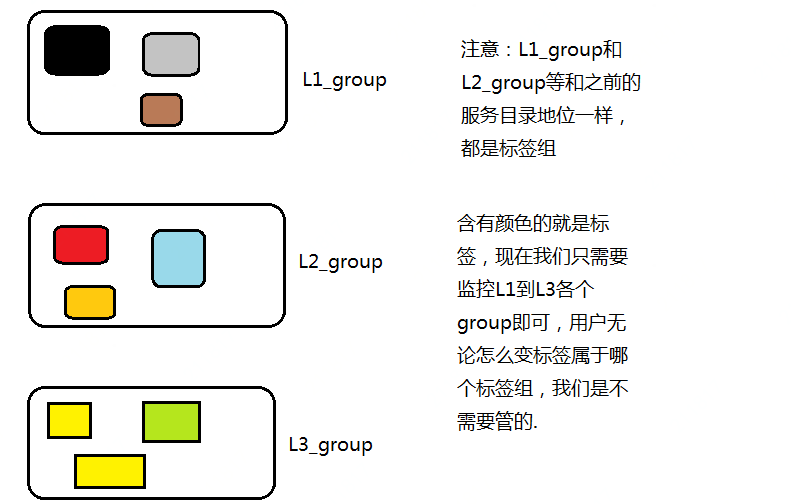 L1_group
注意：L1_group和
L2_group等和之前的
服务目录地位一样，
都是标签组
L2_group
含有颜色的就是标
签，现在我们只需要
监控L1到L3各个
group即可，用户无
论怎么变标签属于哪
个标签组，我们是不
需要管的.
L3_group